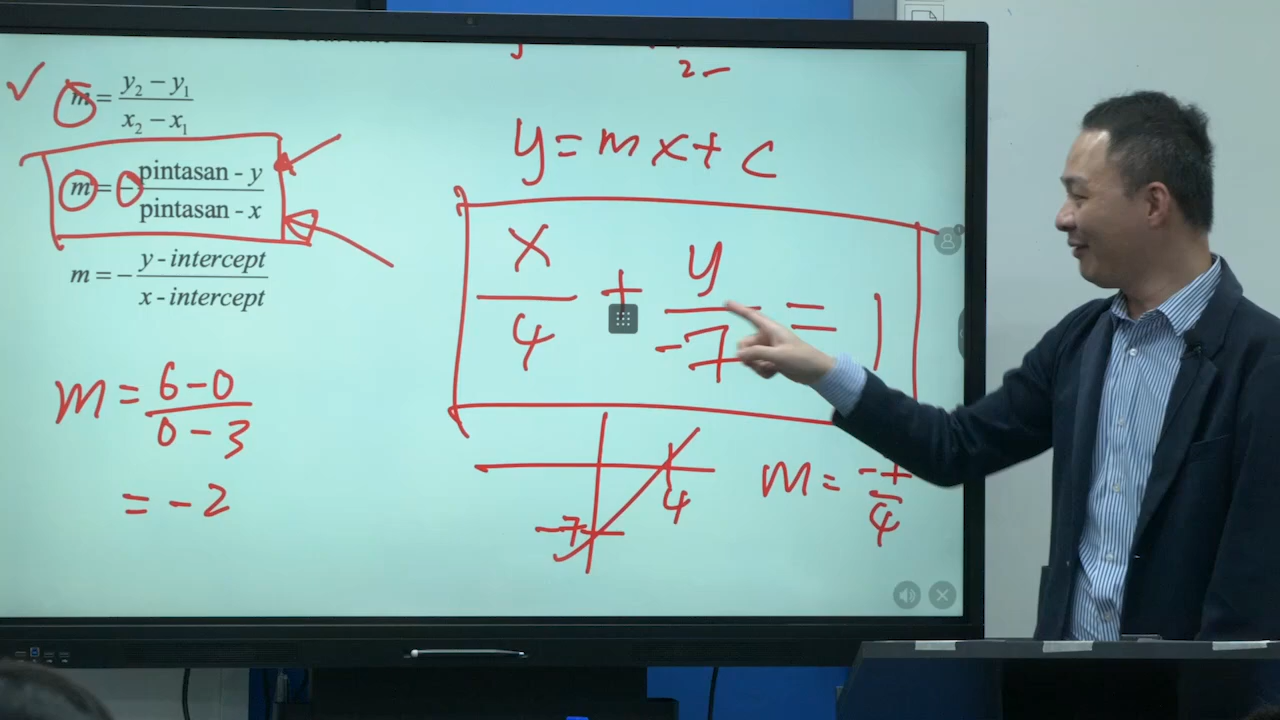 ✓ m = (y₂ − y₁)/(x₂ − x₁)
m = − pintasan - y / pintasan - x
m = − y - intercept / x - intercept
m = (6 − 0)/(0 − 3)
= −2
2
y = mx + c
x/4 + y/−7 = 1
4
−7
m = /4